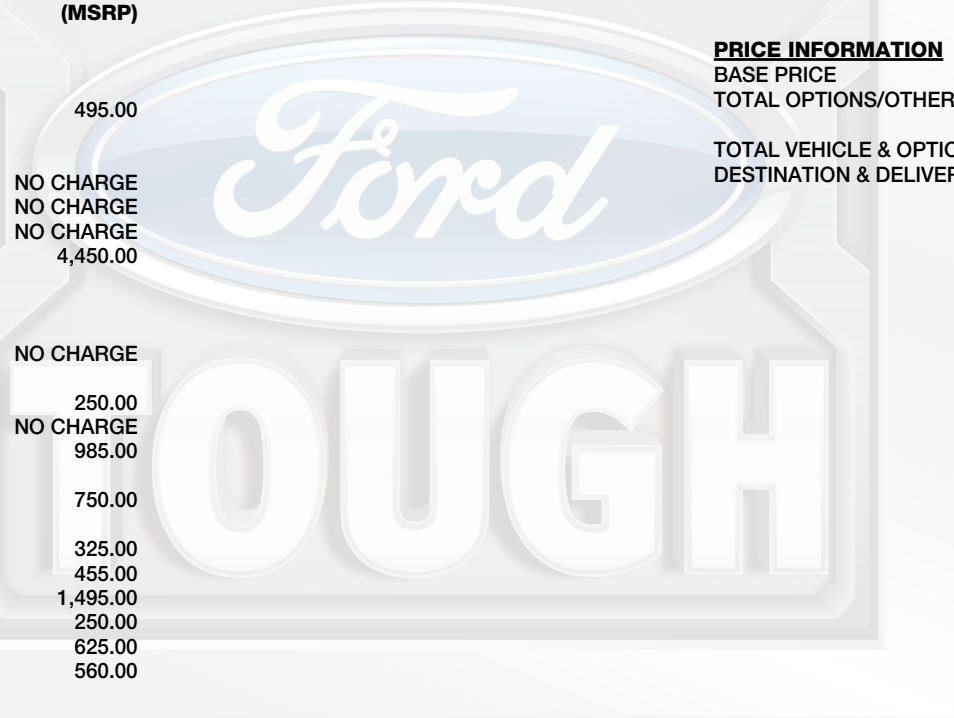 (MSRP)
495.00
NO CHARGE
NO CHARGE
NO CHARGE
4,450.00
NO CHARGE
250.00
NO CHARGE
985.00
750.00
325.00
455.00
1,495.00
250.00
625.00
560.00
PRICE INFORMATION
BASE PRICE
TOTAL OPTIONS/OTHER
TOTAL VEHICLE & OPTIO
DESTINATION & DELIVER
Ford
TOUGH